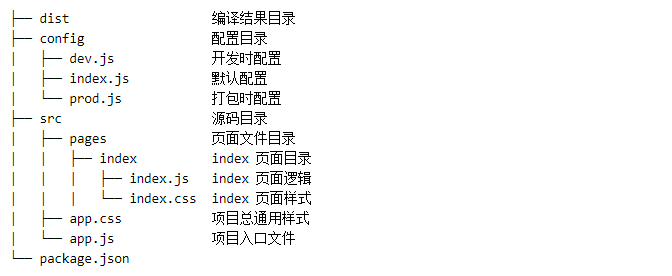 ├── dist                   编译结果目录
├── config                 配置目录
|   ├── dev.js             开发时配置
|   ├── index.js           默认配置
|   └── prod.js            打包时配置
├── src                    源码目录
|   ├── pages              页面文件目录
|   |   ├── index          index 页面目录
|   |   |   ├── index.js   index 页面逻辑
|   |   |   └── index.css  index 页面样式
|   ├── app.css            项目总通用样式
|   └── app.js             项目入口文件
└── package.json